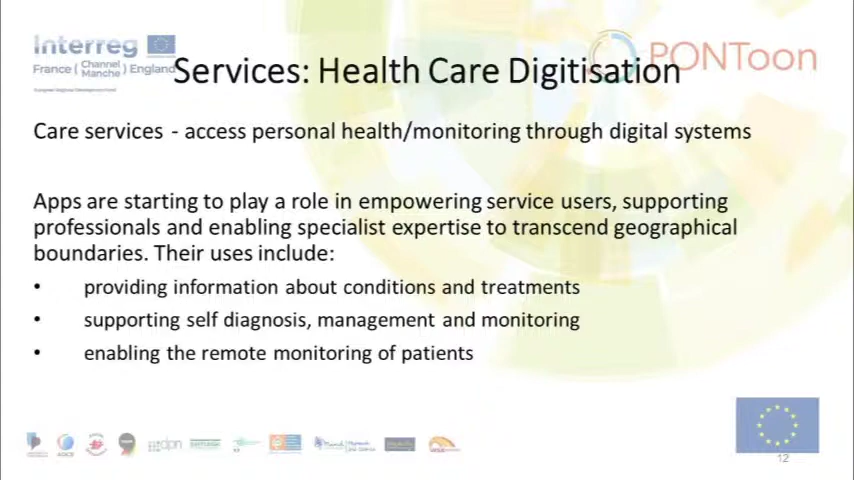 Interreg
France ( Channel Manche ) England
PONToon
Services: Health Care Digitisation
Care services - access personal health/monitoring through digital systems
Apps are starting to play a role in empowering service users, supporting
professionals and enabling specialist expertise to transcend geographical
boundaries. Their uses include:
• providing information about conditions and treatments
• supporting self diagnosis, management and monitoring
• enabling the remote monitoring of patients
dpn
12